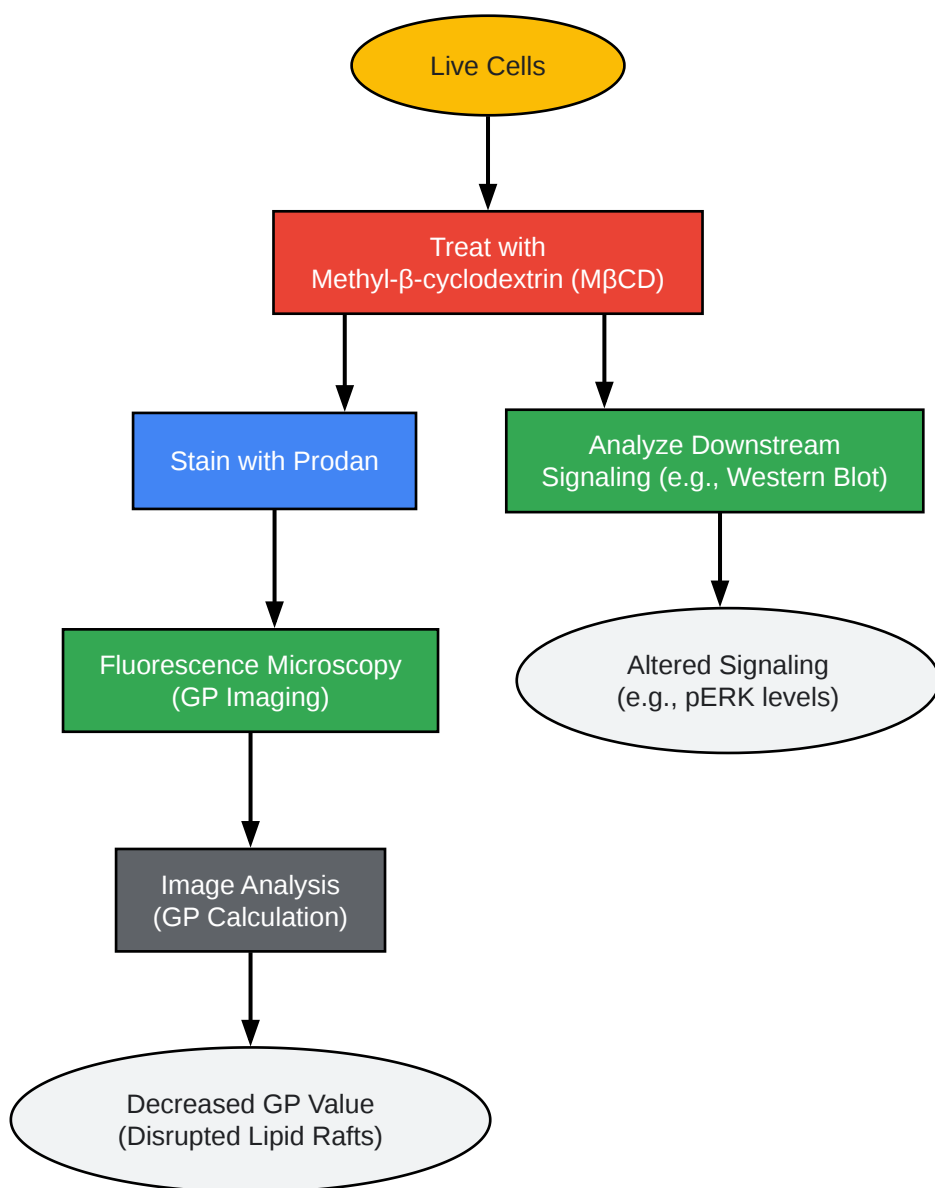 Live Cells
Treat with
Methyl-β-cyclodextrin (MβCD)
Stain with Prodan
Analyze Downstream
Signaling (e.g., Western Blot)
Fluorescence Microscopy
(GP Imaging)
Altered Signaling
(e.g., pERK levels)
Image Analysis
(GP Calculation)
Decreased GP Value
(Disrupted Lipid Rafts)